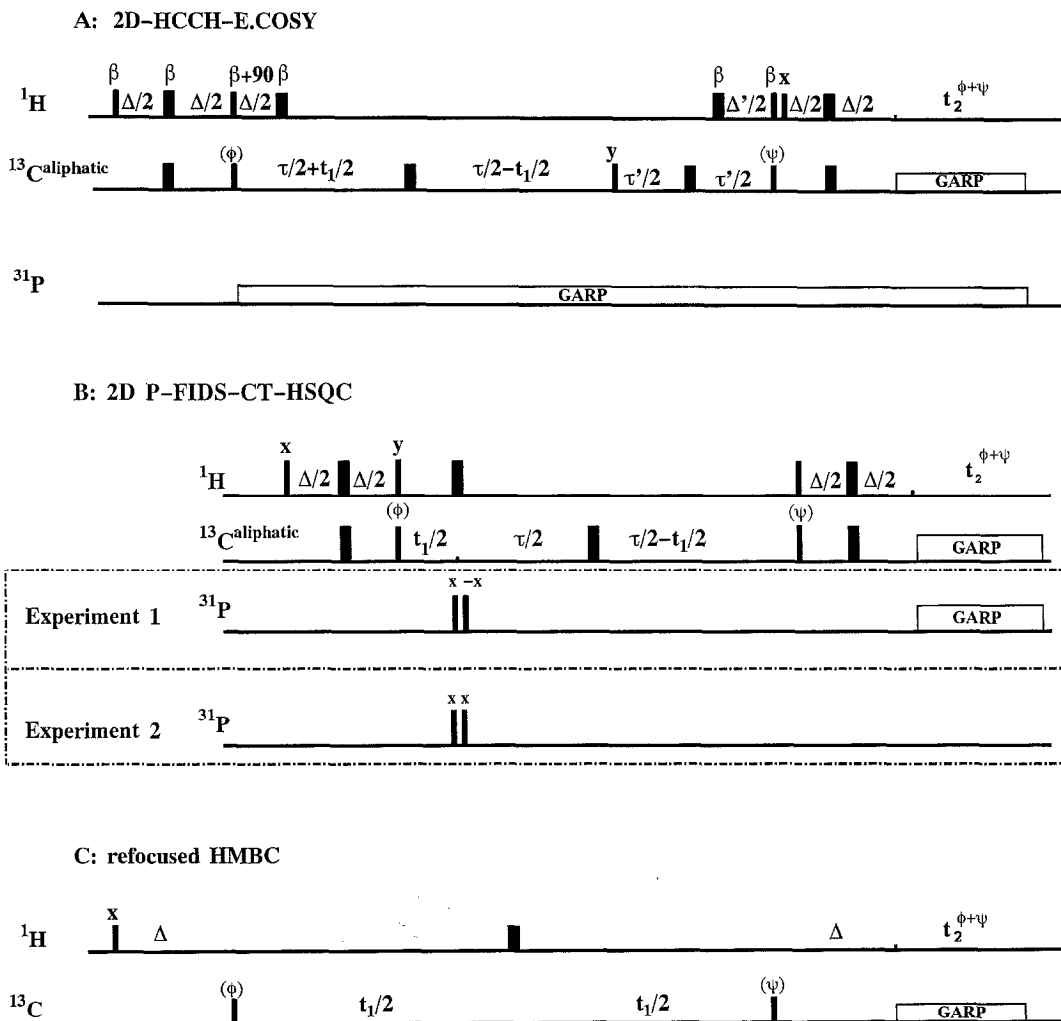 A: 2D-HCCH-E.COSY
β β β+90 β β β x
¹H Δ/2 Δ/2 Δ/2 Δ'/2 Δ/2 Δ/2 t₂^ϕ+ψ
(ϕ) y (ψ)
¹³C^aliphatic τ/2+t₁/2 τ/2-t₁/2 τ'/2 τ'/2 GARP
³¹P GARP
B: 2D P-FIDS-CT-HSQC
x y
¹H Δ/2 Δ/2 Δ/2 Δ/2 t₂^ϕ+ψ
(ϕ) (ψ)
¹³C^aliphatic t₁/2 τ/2 τ/2-t₁/2 GARP
x -x
Experiment 1 ³¹P GARP
x x
Experiment 2 ³¹P
C: refocused HMBC
x
¹H Δ Δ t₂^ϕ+ψ
(ϕ) (ψ)
¹³C t₁/2 t₁/2 GARP